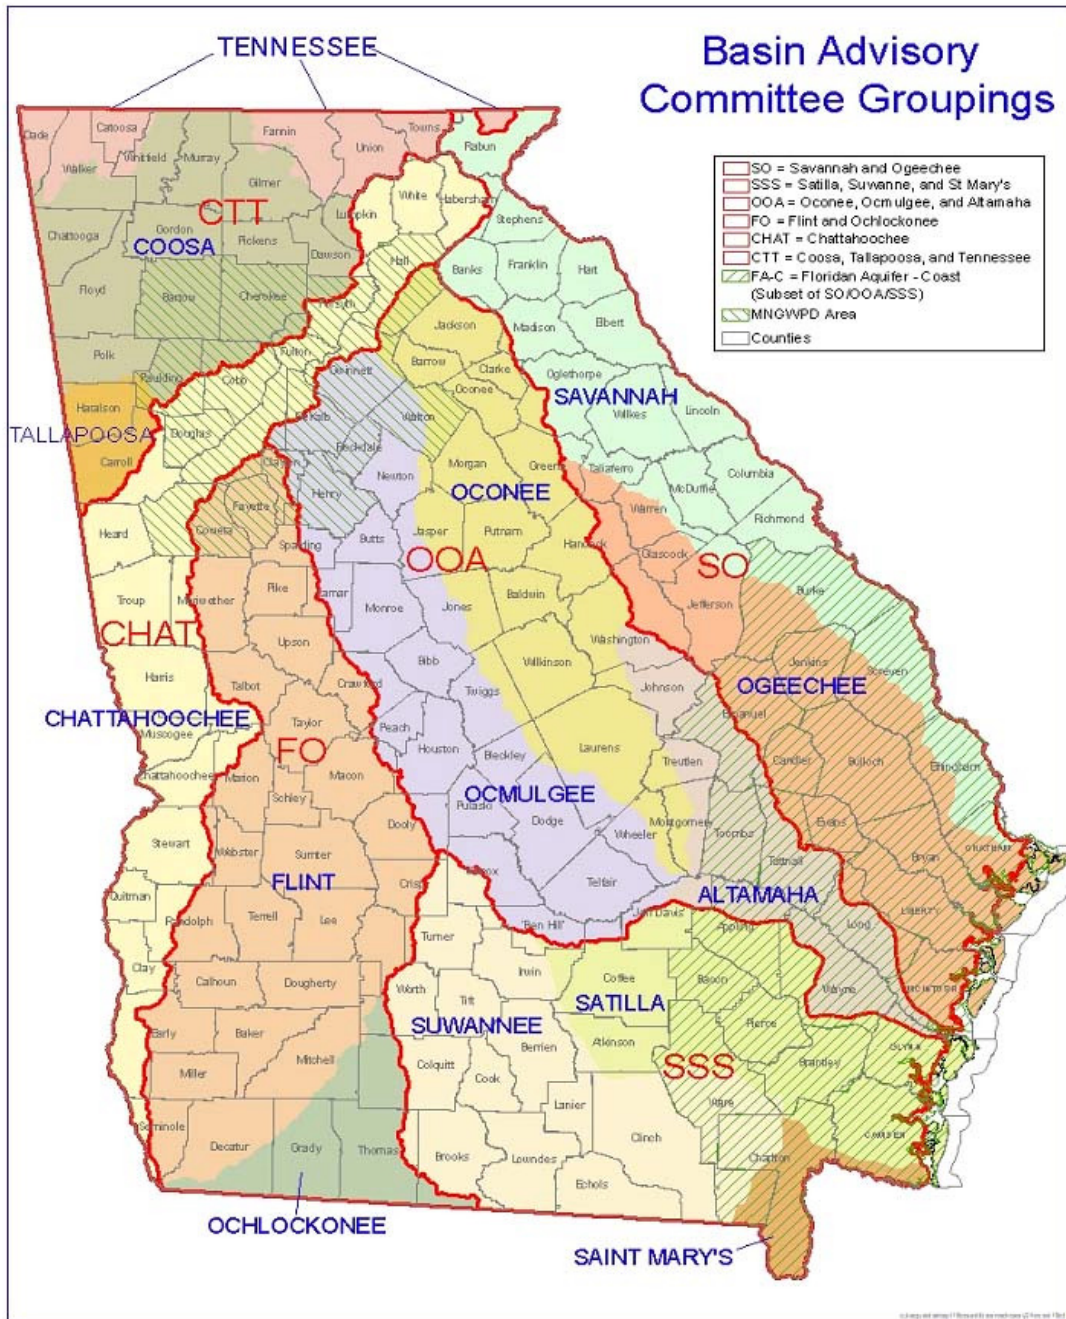 TENNESSEE
Basin Advisory
Committee Groupings
SO = Savannah and Ogeechee
SSS = Satilla, Suwanne, and St Mary's
OOA = Oconee, Ocmulgee, and Altamaha
FO = Flint and Ochlockonee
CHAT = Chattahoochee
CTT = Coosa, Tallapoosa, and Tennessee
FA-C = Floridan Aquifer - Coast
(Subset of SO/OOA/SSS)
MNGWPD Area
Counties
Dade
Catoosa
Fannin
Towns
Rabun
Walker
Whitfield
Murray
Union
Gilmer
White
Habersham
CTT
Lumpkin
Stephens
Chattooga
Gordon
COOSA
Pickens
Dawson
Hall
Banks
Franklin
Hart
Floyd
Bartow
Cherokee
Forsyth
Jackson
Madison
Elbert
Polk
Fulton
Barrow
Clarke
Paulding
Cobb
Gwinnett
Oconee
Oglethorpe
SAVANNAH
Haralson
DeKalb
Walton
Wilkes
Lincoln
TALLAPOOSA
Douglas
Rockdale
Carroll
Clayton
Newton
Morgan
Greene
Taliaferro
Columbia
McDuffie
Henry
OCONEE
Fayette
Warren
Richmond
Heard
Coweta
Spalding
Butts
Jasper
Putnam
Hancock
Glascock
OOA
SO
Troup
Meriwether
Pike
Lamar
Monroe
Jones
Baldwin
Jefferson
Burke
CHAT
Upson
Washington
Harris
Bibb
Wilkinson
Jenkins
Screven
Talbot
Crawford
Twiggs
Johnson
OGEECHEE
CHATTAHOOCHEE
Taylor
Peach
Emanuel
Muscogee
FO
Houston
Bleckley
Laurens
Candler
Bulloch
Effingham
Chattahoochee
Marion
Macon
Treutlen
Schley
OCMULGEE
Pulaski
Dodge
Montgomery
Stewart
Dooly
Wheeler
Toombs
Evans
Bryan
Webster
Sumter
Tattnall
Quitman
FLINT
Crisp
Wilcox
Telfair
ALTAMAHA
Randolph
Terrell
Lee
Ben Hill
Jeff Davis
Appling
Long
LIBERTY
Turner
Clay
Calhoun
Dougherty
Worth
Irwin
Coffee
Bacon
Wayne
MCINTOSH
Tift
SATILLA
Early
Baker
SUWANNEE
Pierce
Mitchell
Berrien
Atkinson
Brantley
GLYNN
Miller
Colquitt
Cook
SSS
Lanier
Ware
Seminole
Clinch
CAMDEN
Decatur
Grady
Thomas
Brooks
Lowndes
Charlton
Echols
OCHLOCKONEE
SAINT MARY'S